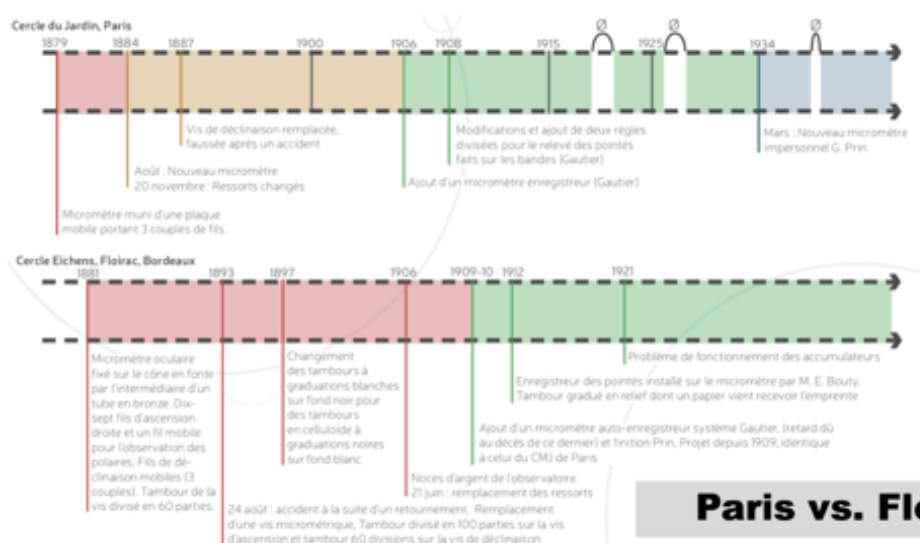 Cercle du Jardin, Paris
1879 1884 1887 1900 1906 1908 1915 Ø 1925 Ø 1934 Ø
Vis de déclinaison remplacée,
faussée après un accident
Août : Nouveau micromètre
20 novembre : Ressorts changés
Micromètre muni d'une plaque
mobile portant 3 couples de fils.
Modifications et ajout de deux règles
divisées pour le relevé des pointés
faits sur les bandes (Gautier)
Ajout d'un micromètre enregistreur (Gautier)
Mars : Nouveau micromètre
impersonnel G. Prin
Cercle Eichens, Floirac, Bordeaux
1881 1893 1897 1906 1909-10 1912 1921
Micromètre oculaire
fixé sur le cône en fonte
par l'intermédiaire d'un
tube en bronze. Dix-
sept fils d'ascension
droite et un fil mobile
pour l'observation des
polaires. Fils de dé-
clinaison mobiles (3
couples). Tambour de la
vis divisé en 60 parties.
24 août : accident à la suite d'un retournement. Remplacement
d'une vis micrométrique, Tambour divisé en 100 parties sur la vis
d'ascension et tambour 60 divisions sur la vis de déclinaison
Changement
des tambours à
graduations blanches
sur fond noir pour
des tambours
en celluloïde à
graduations noires
sur fond blanc
Noces d'argent de l'observatoire.
21 juin : remplacement des ressorts
Ajout d'un micromètre auto-enregistreur système Gautier, (retard dû
au décès de ce dernier) et finition Prin, Projet depuis 1909, identique
à celui du CMJ de Paris
Enregistreur des pointés installé sur le micromètre par M. E. Bouty.
Tambour gradué en relief dont un papier vient recevoir l'empreinte
Problème de fonctionnement des accumulateurs
Paris vs. Flo